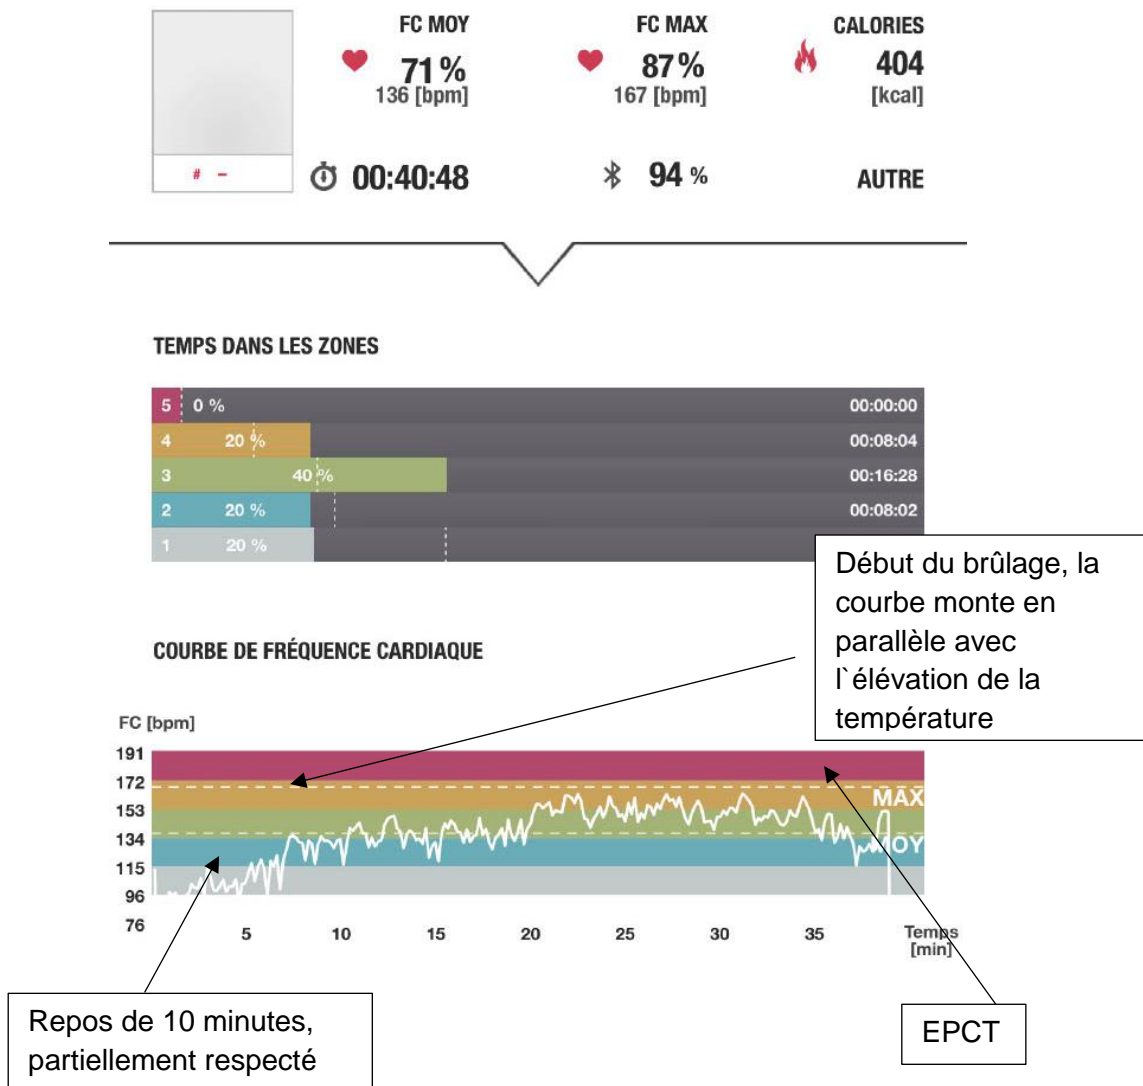 FC MOY
71%
136 [bpm]
FC MAX
87%
167 [bpm]
CALORIES
404
[kcal]
# –
00:40:48
94 %
AUTRE
TEMPS DANS LES ZONES
5 0 % 00:00:00
4 20 % 00:08:04
3 40 % 00:16:28
2 20 % 00:08:02
1 20 %
Début du brûlage, la
courbe monte en
parallèle avec
l`élévation de la
température
COURBE DE FRÉQUENCE CARDIAQUE
FC [bpm]
191
172
153
134
115
96
76
MAX
MOY
5 10 15 20 25 30 35 Temps
[min]
Repos de 10 minutes,
partiellement respecté
EPCT